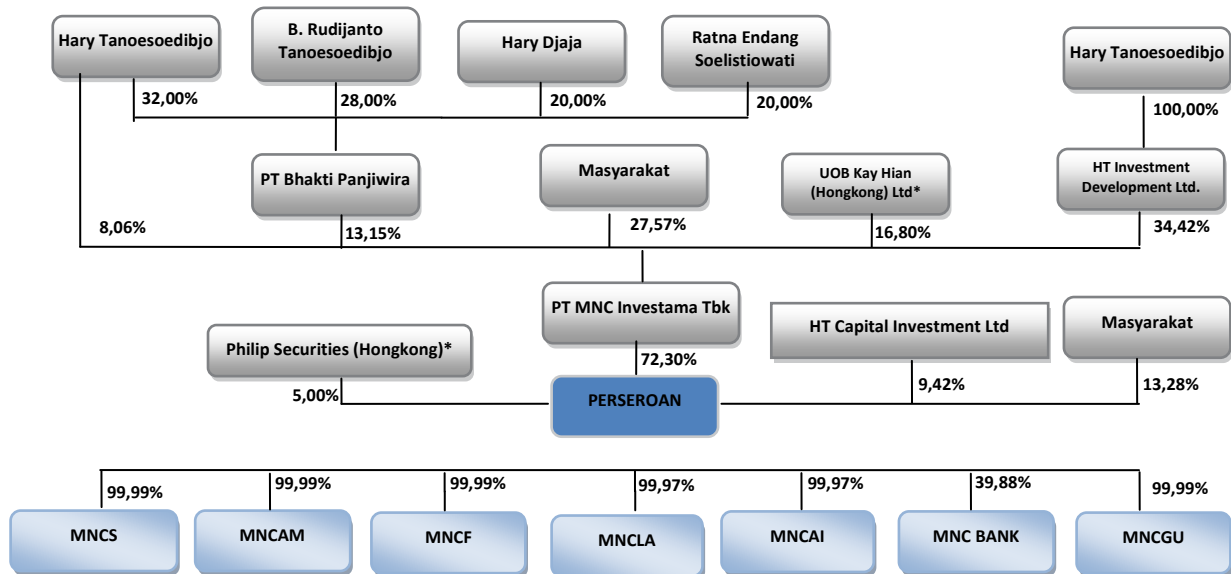 Hary Tanoesoedibjo
B. Rudijanto
Tanoesoedibjo
Hary Djaja
Ratna Endang
Soelistiowati
Hary Tanoesoedibjo
32,00%
28,00%
20,00%
20,00%
100,00%
PT Bhakti Panjiwira
Masyarakat
UOB Kay Hian
(Hongkong) Ltd*
HT Investment
Development Ltd.
8,06%
13,15%
27,57%
16,80%
34,42%
PT MNC Investama Tbk
HT Capital Investment Ltd
Masyarakat
Philip Securities (Hongkong)*
72,30%
5,00%
9,42%
13,28%
PERSEROAN
99,99%
99,99%
99,99%
99,97%
99,97%
39,88%
99,99%
MNCS
MNCAM
MNCF
MNCLA
MNCAI
MNC BANK
MNCGU